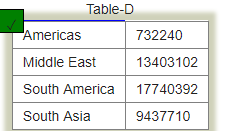 Table-D
Americas 732240
Middle East 13403102
South America 17740392
South Asia 9437710